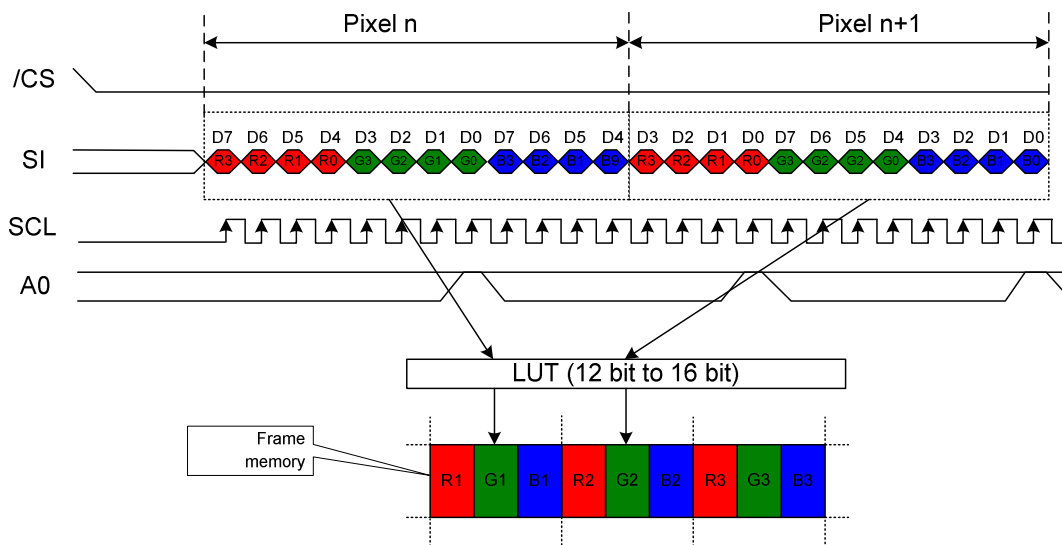 Pixel n Pixel n+1
/CS
D7 D6 D5 D4 D3 D2 D1 D0 D7 D6 D5 D4 D3 D2 D1 D0 D7 D6 D5 D4 D3 D2 D1 D0
SI R3 R2 R1 R0 G3 G2 G1 G0 B3 B2 B1 B9 R3 R2 R1 R0 G3 G2 G2 G0 B3 B2 B1 B0
SCL
A0
LUT (12 bit to 16 bit)
Frame
memory
R1 G1 B1 R2 G2 B2 R3 G3 B3